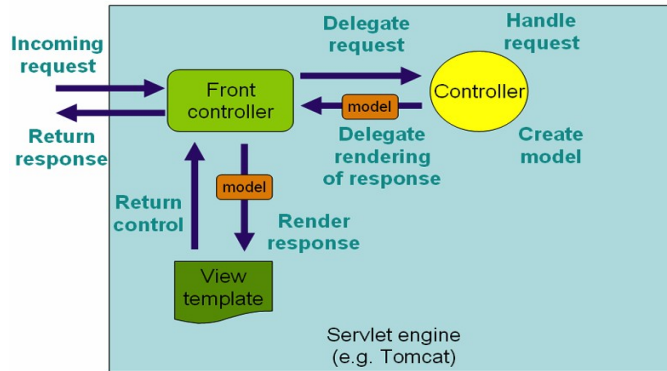 Incoming
request
Return
response
Front
controller
Delegate
request
model
Delegate
rendering
of response
Handle
request
Controller
Create
model
Return
control
model
Render
response
View
template
Servlet engine
(e.g. Tomcat)